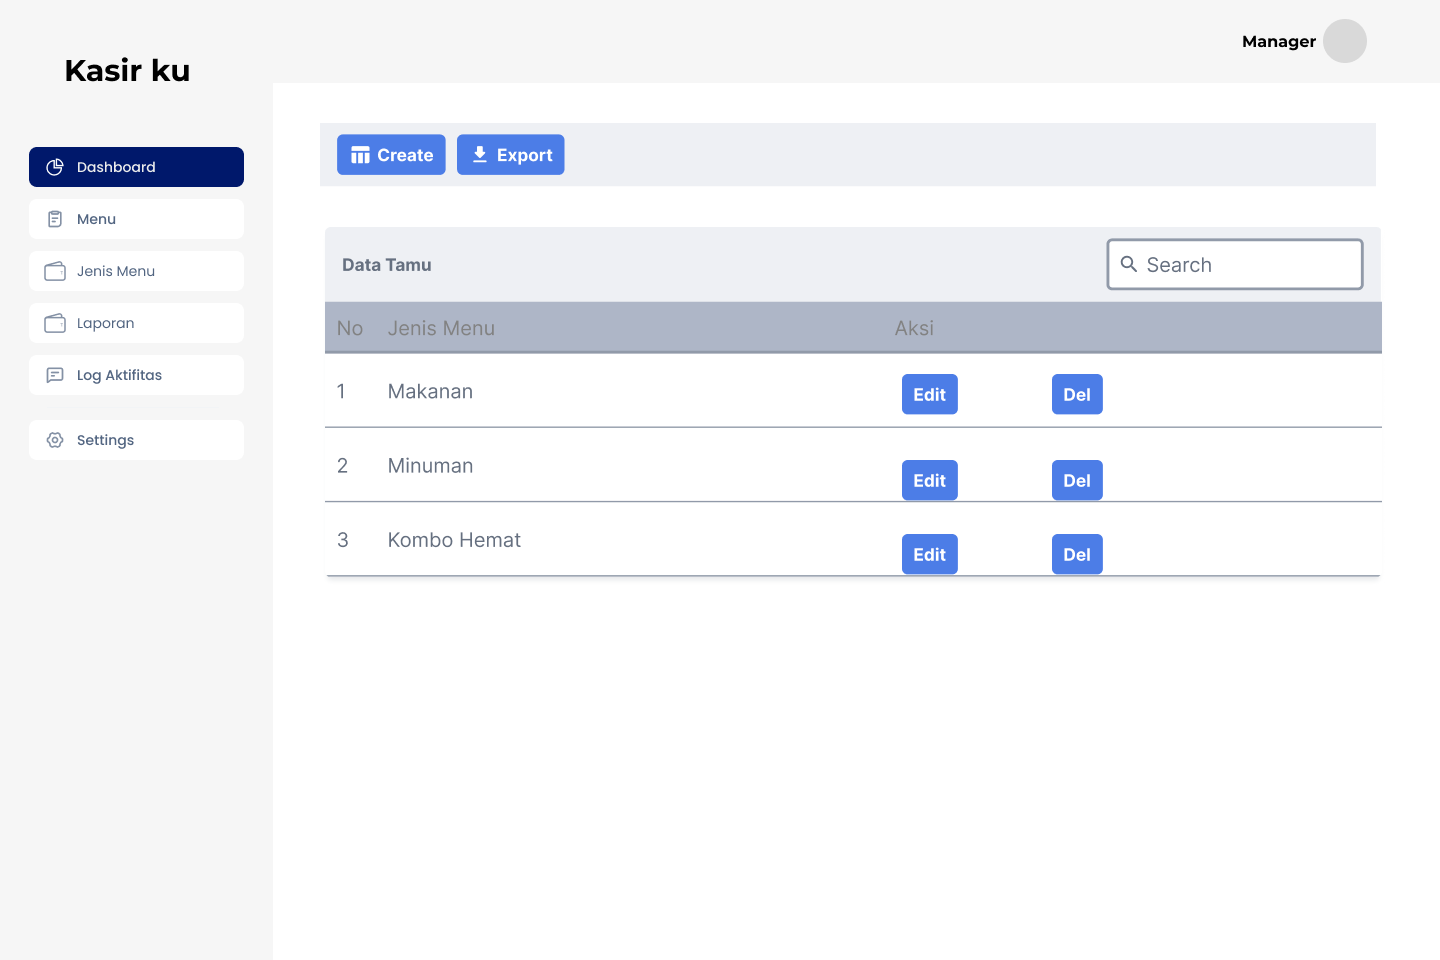 Manager
Kasir ku
Dashboard
Menu
Jenis Menu
Laporan
Log Aktifitas
Settings
Create Export
Data Tamu
Search
No Jenis Menu Aksi
1 Makanan Edit Del
2 Minuman Edit Del
3 Kombo Hemat Edit Del